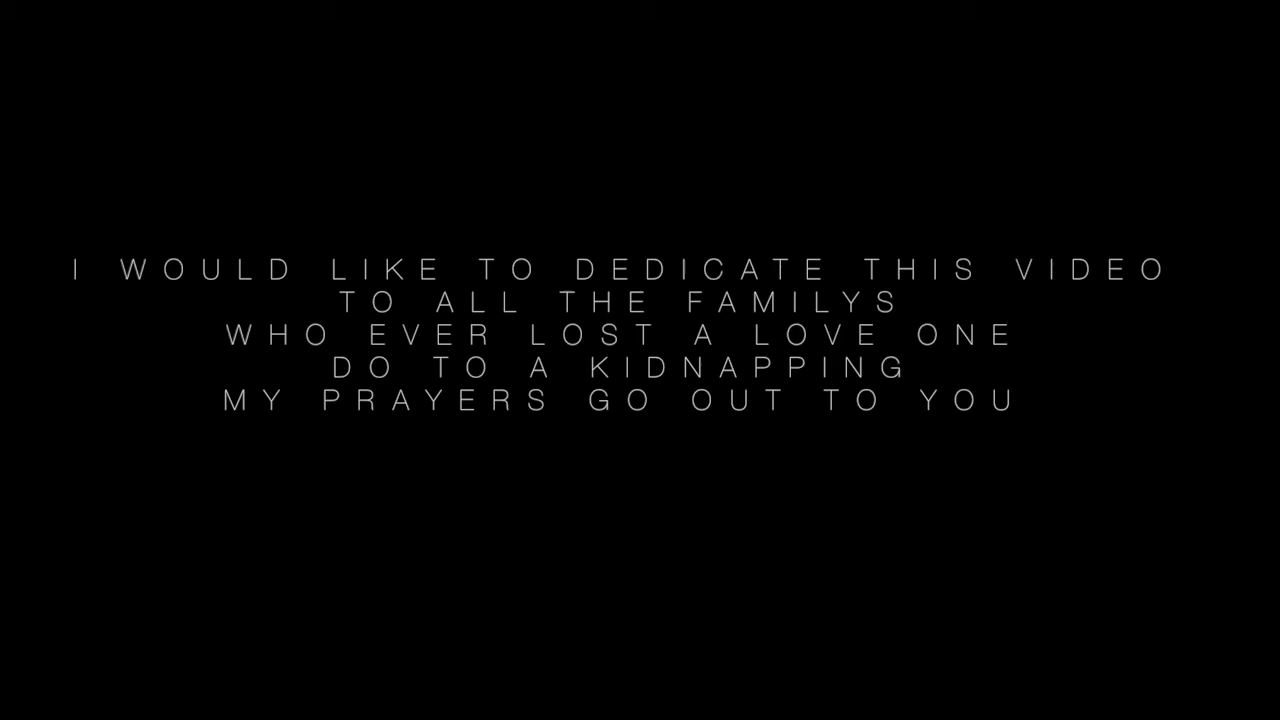 I WOULD LIKE TO DEDICATE THIS VIDEO
TO ALL THE FAMILYS
WHO EVER LOST A LOVE ONE
DO TO A KIDNAPPING
MY PRAYERS GO OUT TO YOU